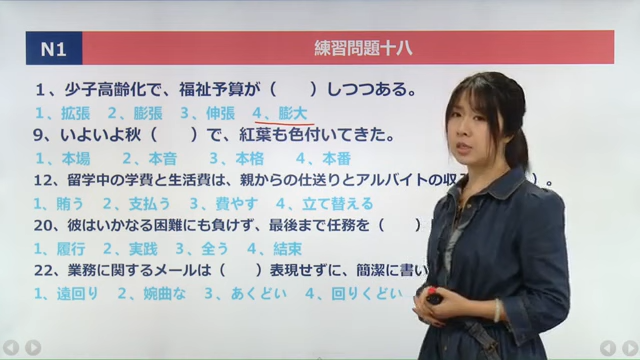 N1
練習問題十八
1、少子高齢化で、福祉予算が（　　）しつつある。
1、拡張　2、膨張　3、伸張　4、膨大
9、いよいよ秋（　　）で、紅葉も色付いてきた。
1、本場　2、本音　3、本格　4、本番
12、留学中の学費と生活費は、親からの仕送りとアルバイトの収　）。
1、賄う　2、支払う　3、費やす　4、立て替える
20、彼はいかなる困難にも負けず、最後まで任務を（　　）
1、履行　2、実践　3、全う　4、結束
22、業務に関するメールは（　　）表現せずに、簡潔に書い
1、遠回り　2、婉曲な　3、あくどい　4、回りくどい